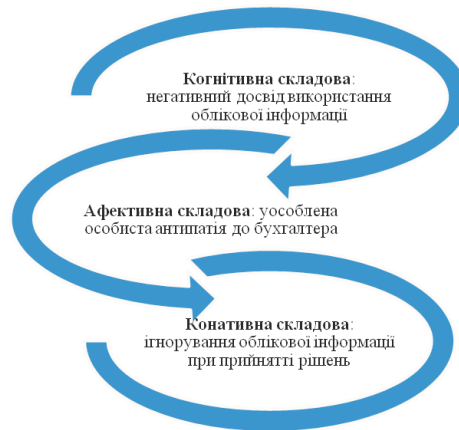 Когнітивна складова:
негативний досвід використання
облікової інформації
Афективна складова: уособлена
особиста антипатія до бухгалтера
Конативна складова:
ігнорування облікової інформації
при прийнятті рішень